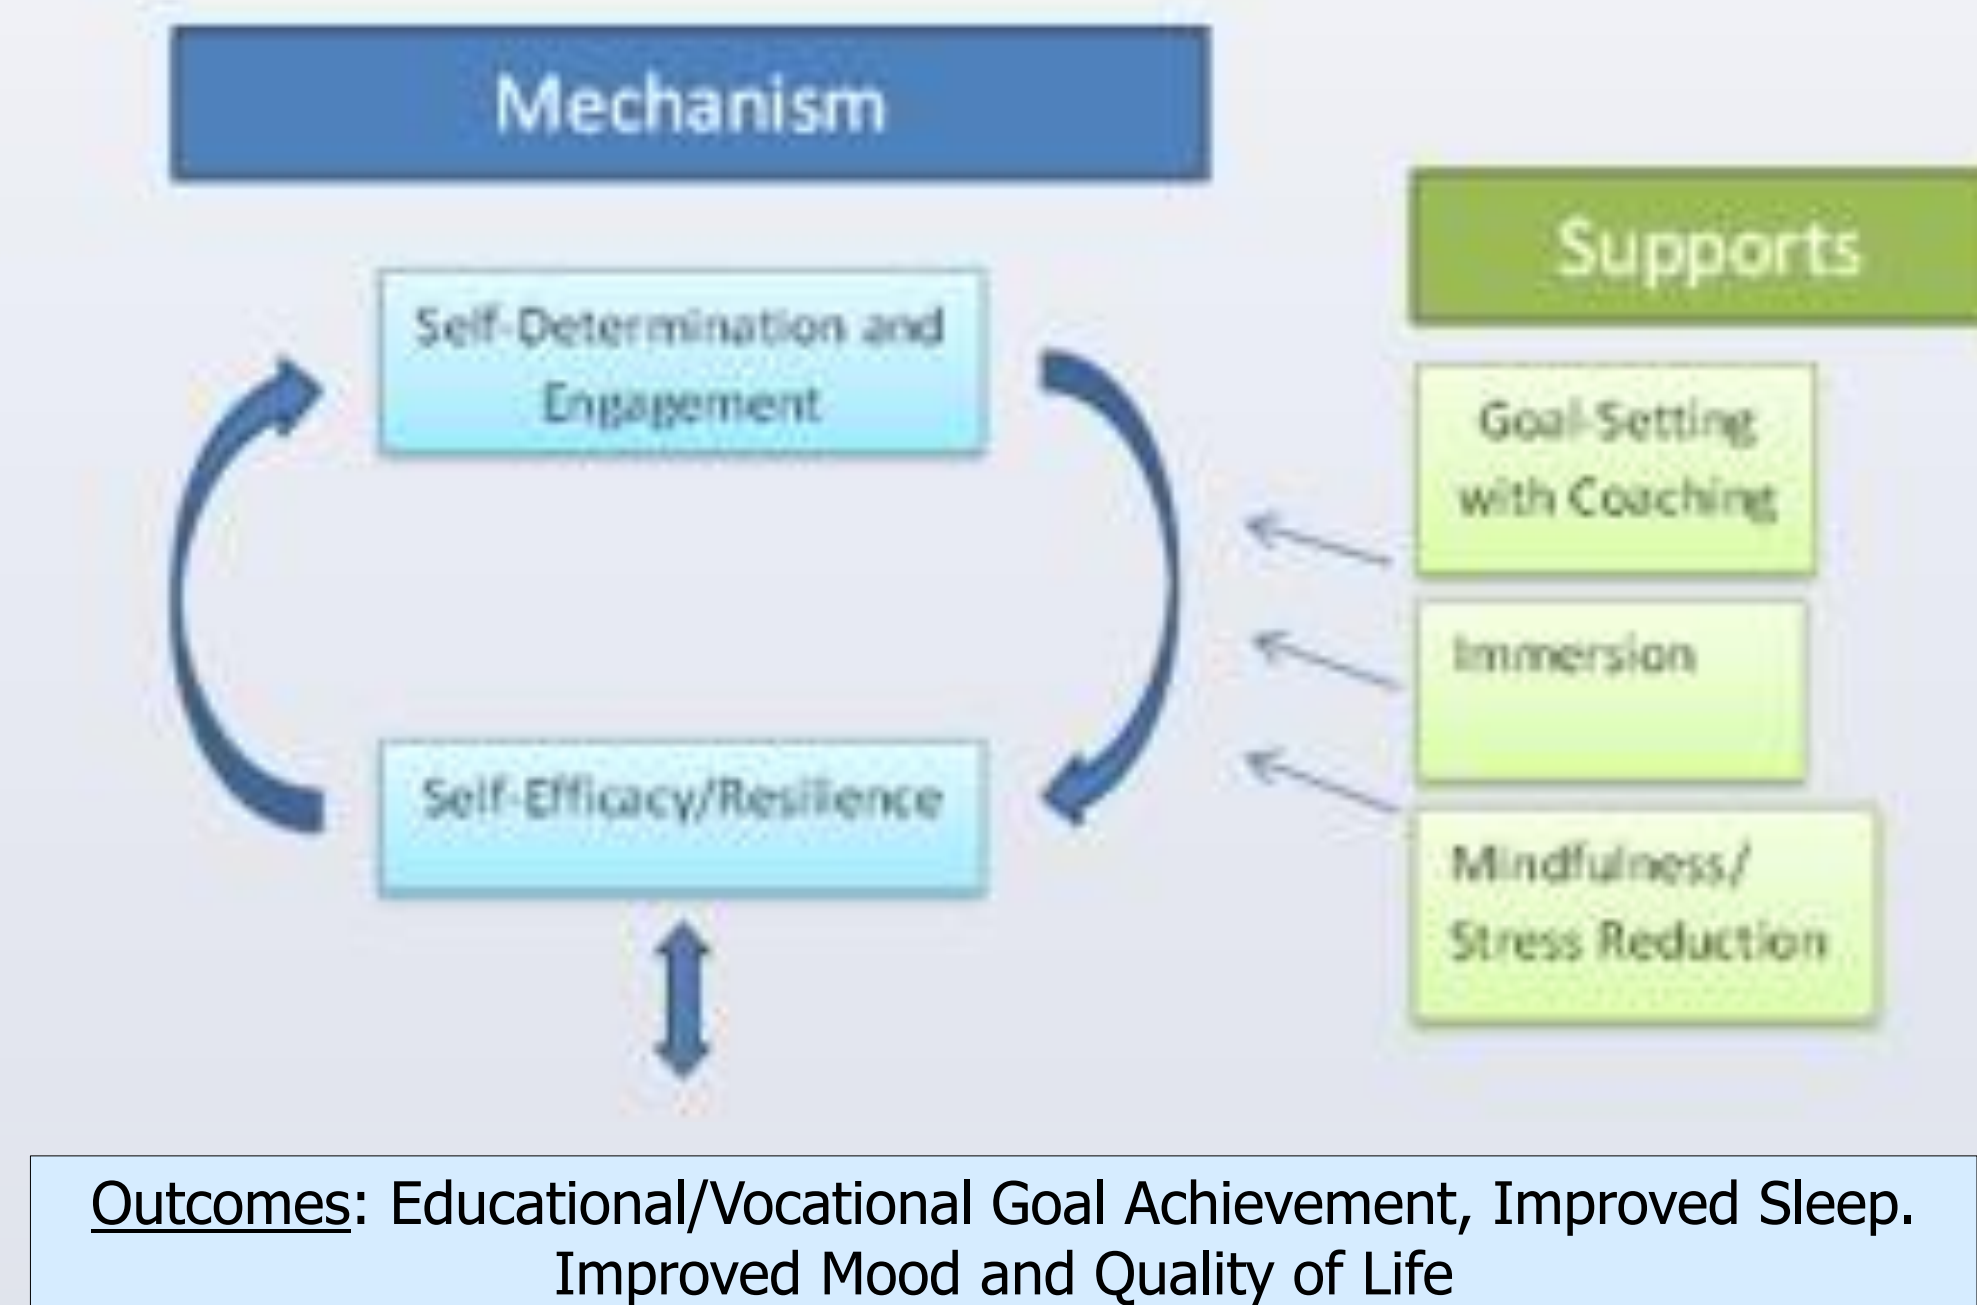 Mechanism
Self-Determination and
Engagement
Self-Efficacy/Resilience
Supports
Goal-Setting
with Coaching
Immersion
Mindfulness/
Stress Reduction
Outcomes: Educational/Vocational Goal Achievement, Improved Sleep.
Improved Mood and Quality of Life